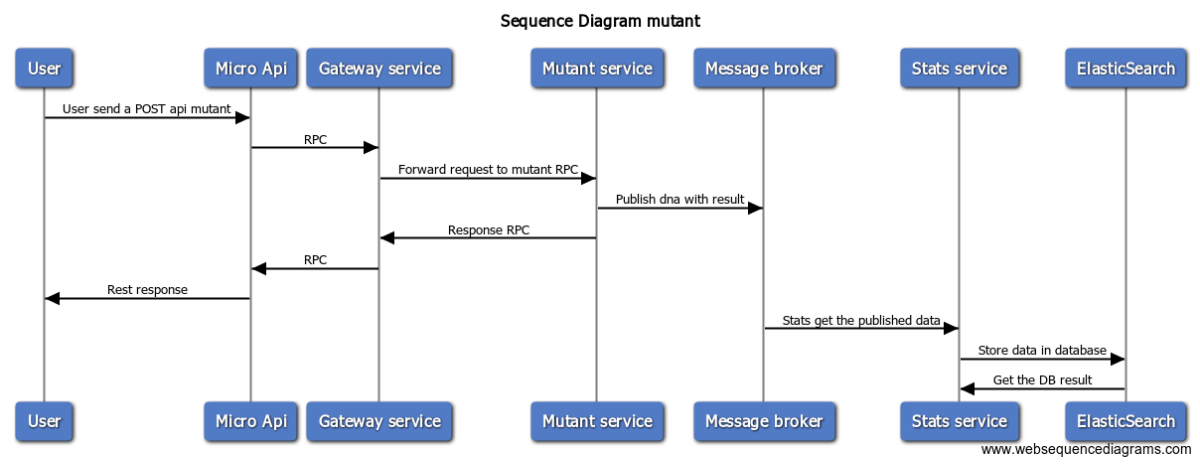 Sequence Diagram mutant
User Micro Api Gateway service Mutant service Message broker Stats service ElasticSearch
User send a POST api mutant
RPC
Forward request to mutant RPC
Publish dna with result
Response RPC
RPC
Rest response
Stats get the published data
Store data in database
Get the DB result
User Micro Api Gateway service Mutant service Message broker Stats service ElasticSearch
www.websequencediagrams.com